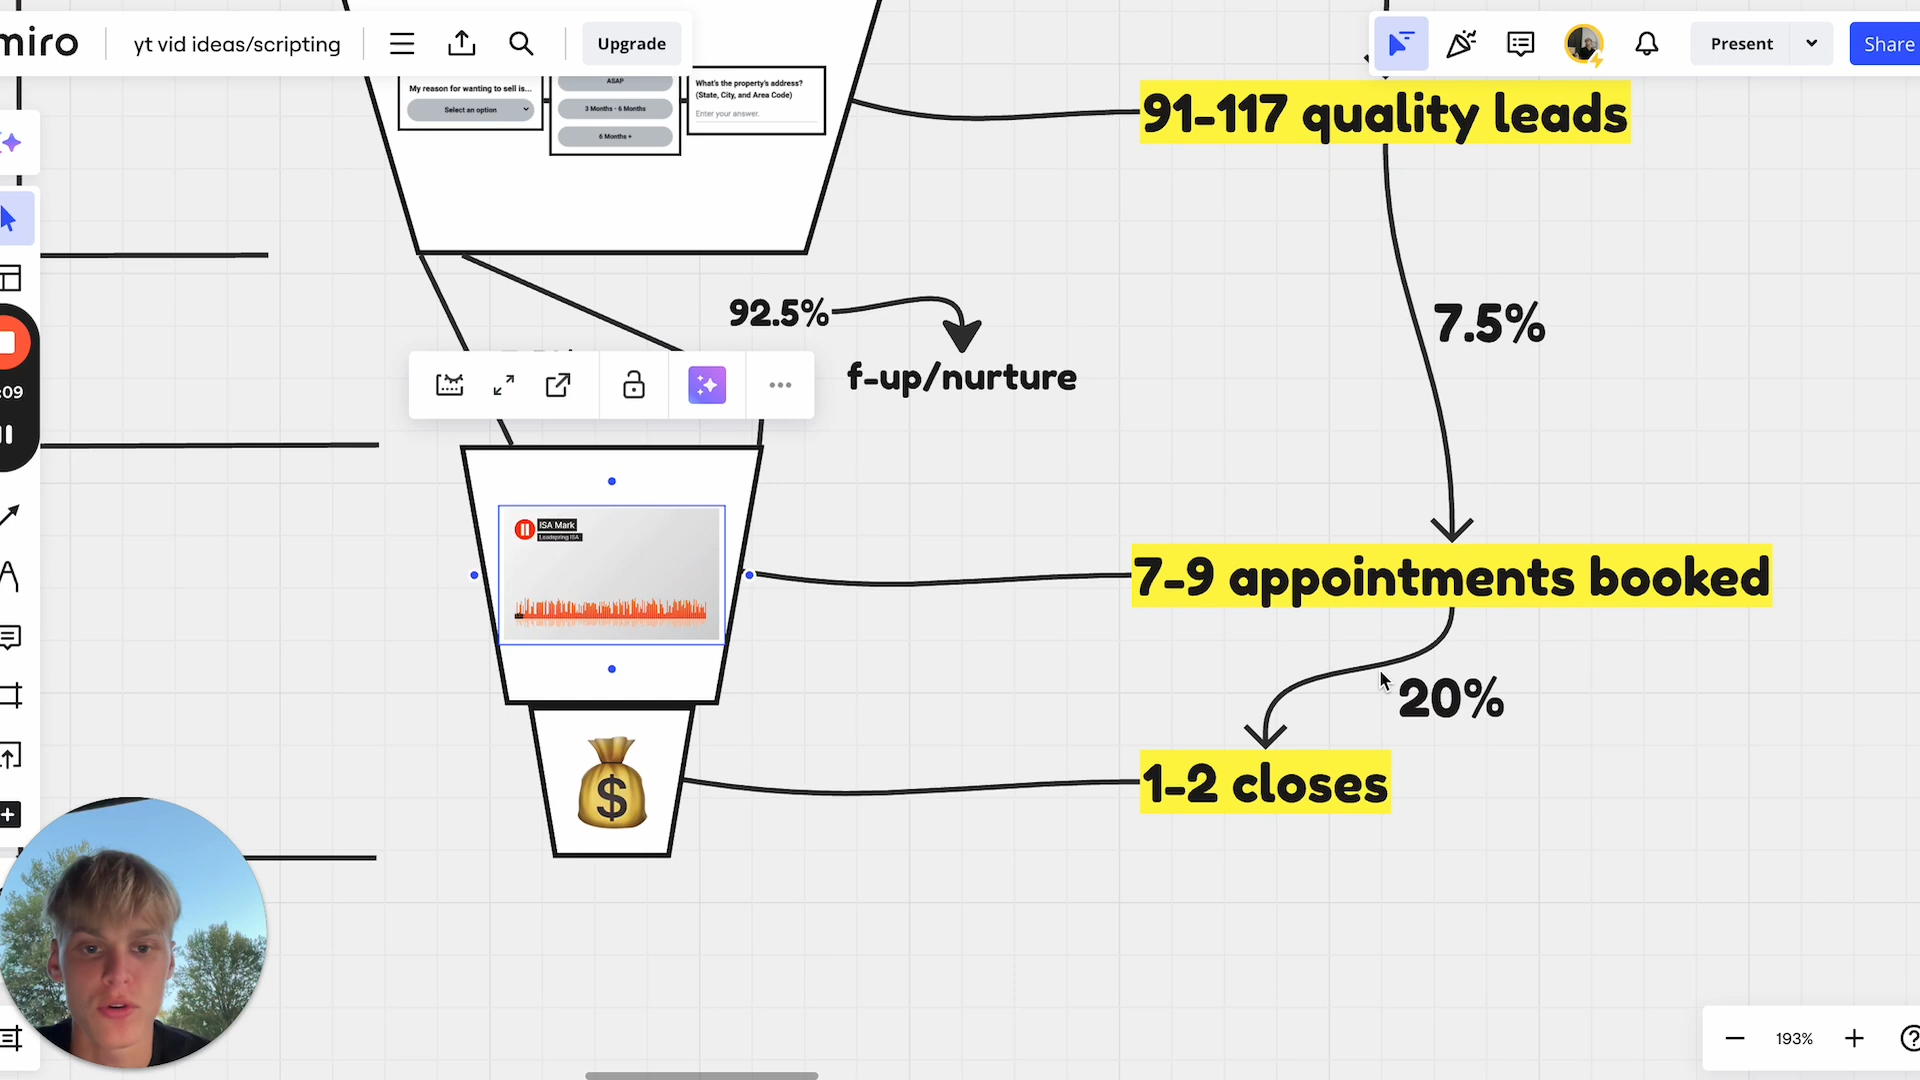 miro
yt vid ideas/scripting
Upgrade
Present
Share
My reason for wanting to sell is...
Select an option
ASAP
3 Months - 6 Months
6 Months +
What's the property's address?
(State, City, and Area Code)
Enter your answer.
91-117 quality leads
92.5%
f-up/nurture
7.5%
:09
ISA Mark
Leadspring ISA
7-9 appointments booked
20%
1-2 closes
$
193%